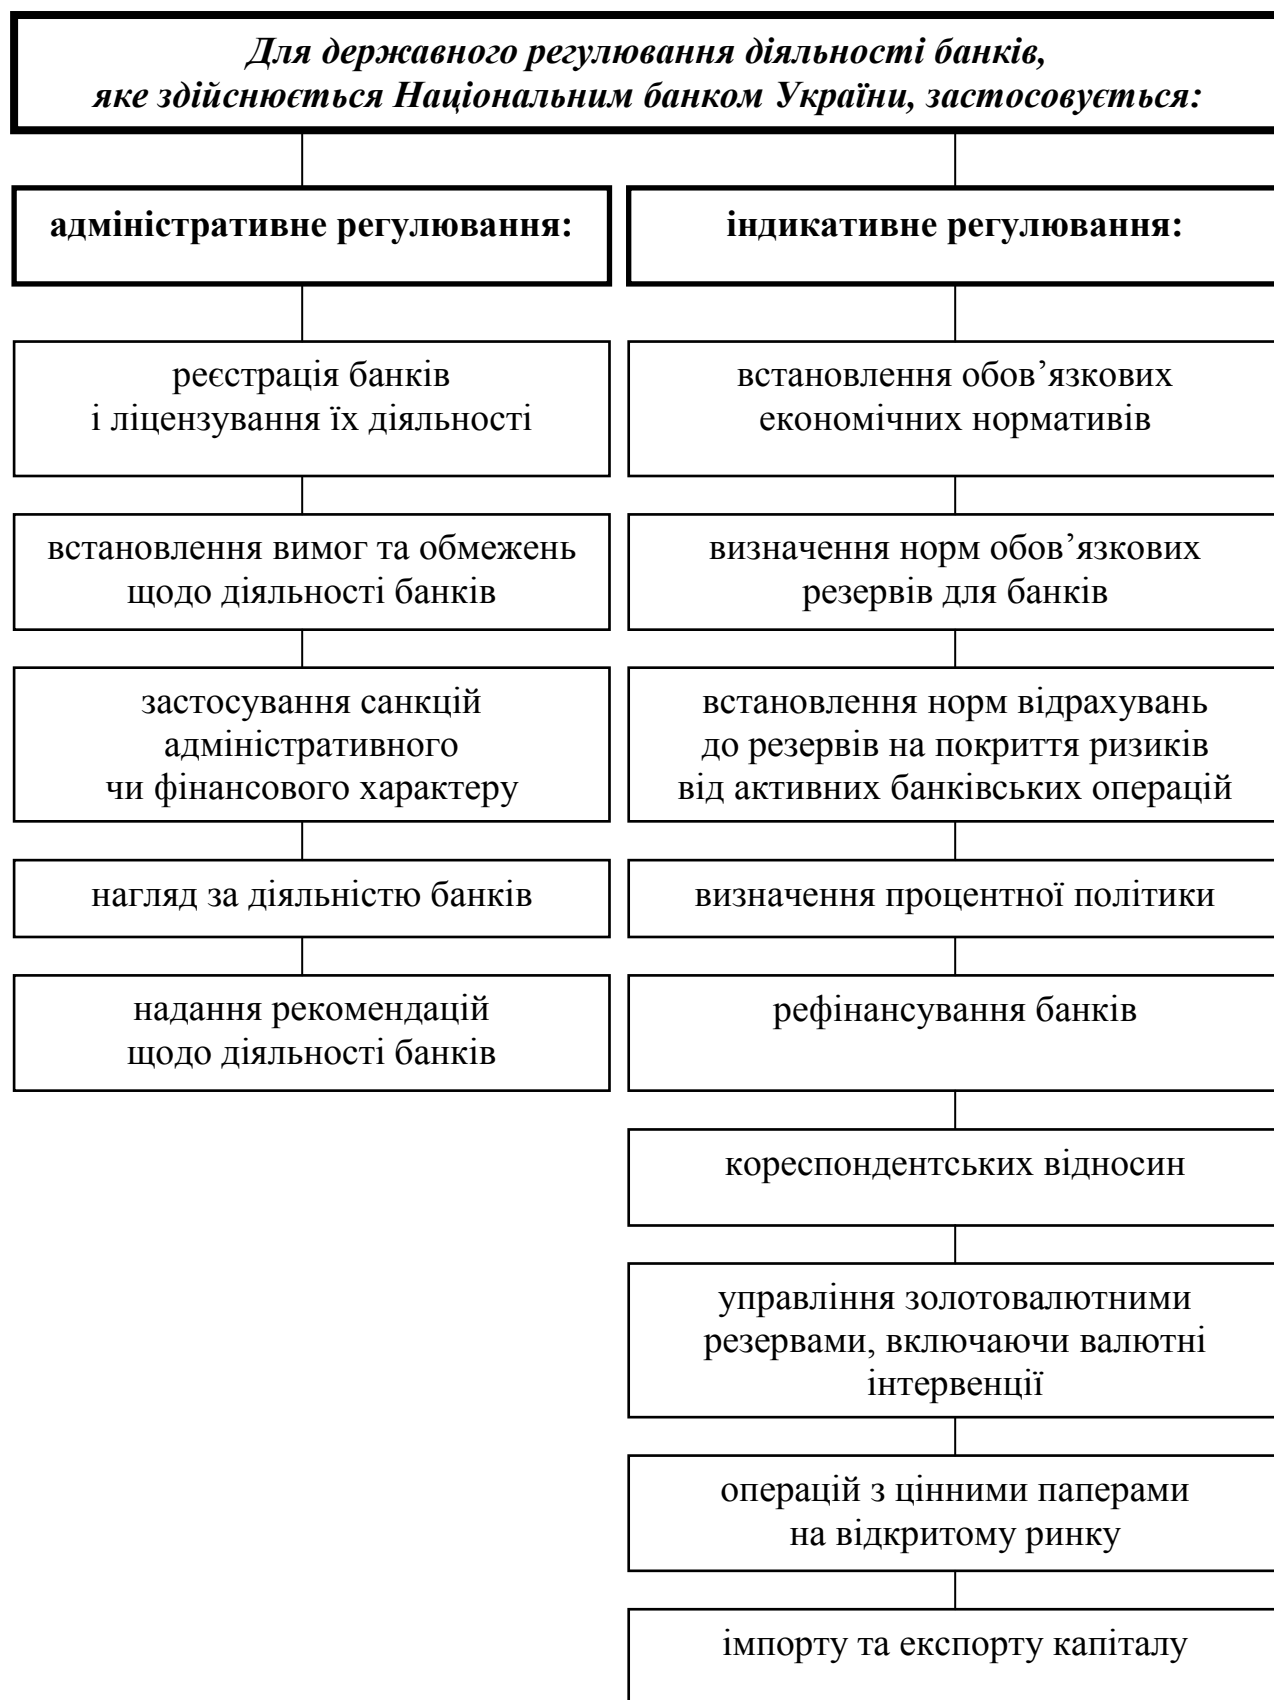 Для державного регулювання діяльності банків,
яке здійснюється Національним банком України, застосовується:
адміністративне регулювання:
реєстрація банків
і ліцензування їх діяльності
встановлення вимог та обмежень
щодо діяльності банків
застосування санкцій
адміністративного
чи фінансового характеру
нагляд за діяльністю банків
надання рекомендацій
щодо діяльності банків
індикативне регулювання:
встановлення обов’язкових
економічних нормативів
визначення норм обов’язкових
резервів для банків
встановлення норм відрахувань
до резервів на покриття ризиків
від активних банківських операцій
визначення процентної політики
рефінансування банків
кореспондентських відносин
управління золотовалютними
резервами, включаючи валютні
інтервенції
операцій з цінними паперами
на відкритому ринку
імпорту та експорту капіталу